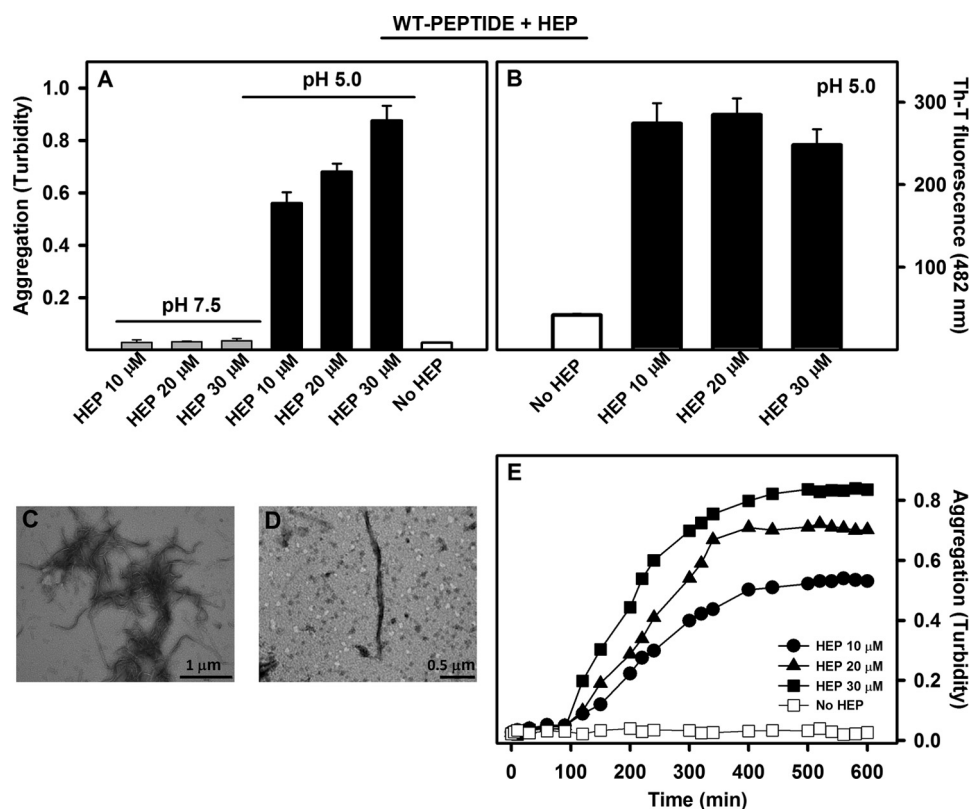 WT-PEPTIDE + HEP
A
pH 5.0
pH 7.5
Aggregation (Turbidity)
1.0
0.8
0.6
0.4
0.2
HEP 10 μM
HEP 20 μM
HEP 30 μM
HEP 10 μM
HEP 20 μM
HEP 30 μM
No HEP
B
pH 5.0
Th-T fluorescence (482 nm)
300
200
100
No HEP
HEP 10 μM
HEP 20 μM
HEP 30 μM
C
1 μm
D
0.5 μm
E
Aggregation (Turbidity)
0.8
0.6
0.4
0.2
0.0
HEP 10 μM
HEP 20 μM
HEP 30 μM
No HEP
0 100 200 300 400 500 600
Time (min)